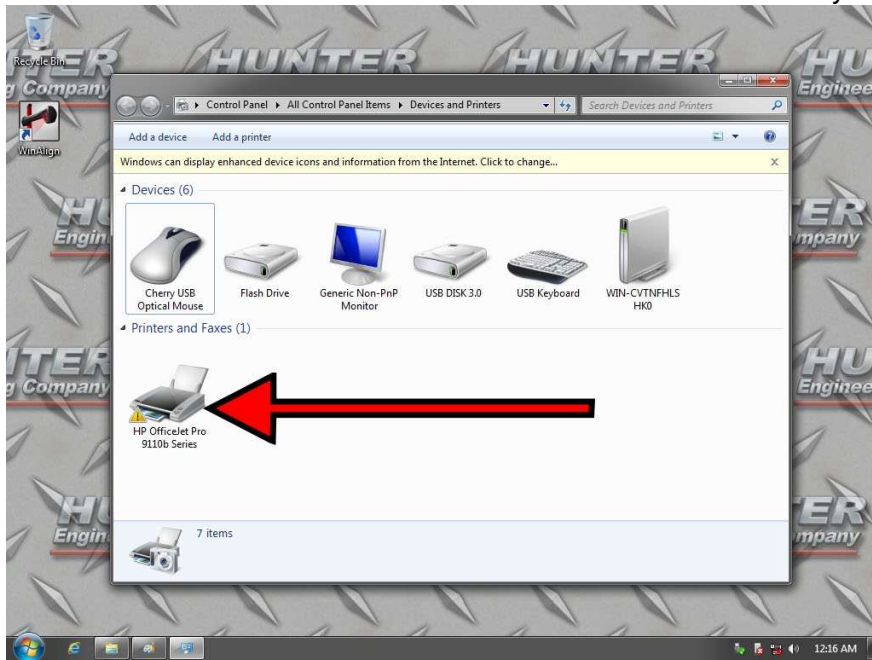 y
Recycle Bin
WinAlign
HUNTER
Engineering Company
Control Panel ▸ All Control Panel Items ▸ Devices and Printers
Search Devices and Printers
Add a device Add a printer
Windows can display enhanced device icons and information from the Internet. Click to change...
Devices (6)
Cherry USB
Optical Mouse
Flash Drive
Generic Non-PnP
Monitor
USB DISK 3.0
USB Keyboard
WIN-CVTNFHLS
HK0
Printers and Faxes (1)
HP OfficeJet Pro
9110b Series
7 items
12:16 AM